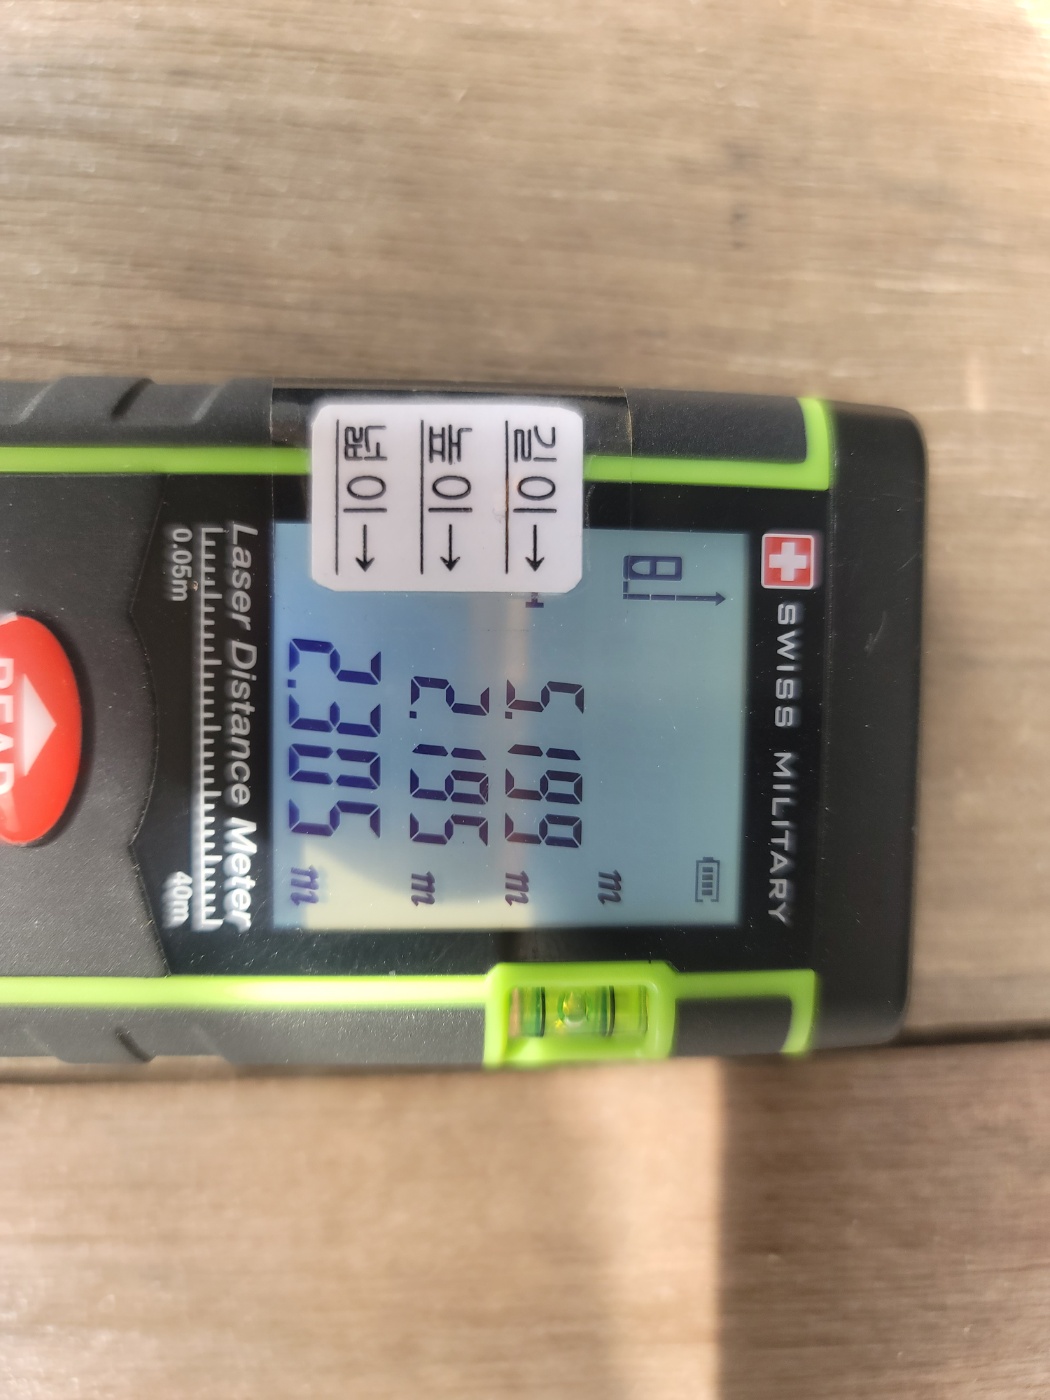 SWISS MILITARY
m
길이→ 5.199 m
높이→ 2.195 m
넓이→ 2.305 m
Laser Distance Meter
0.05m 40m
READ